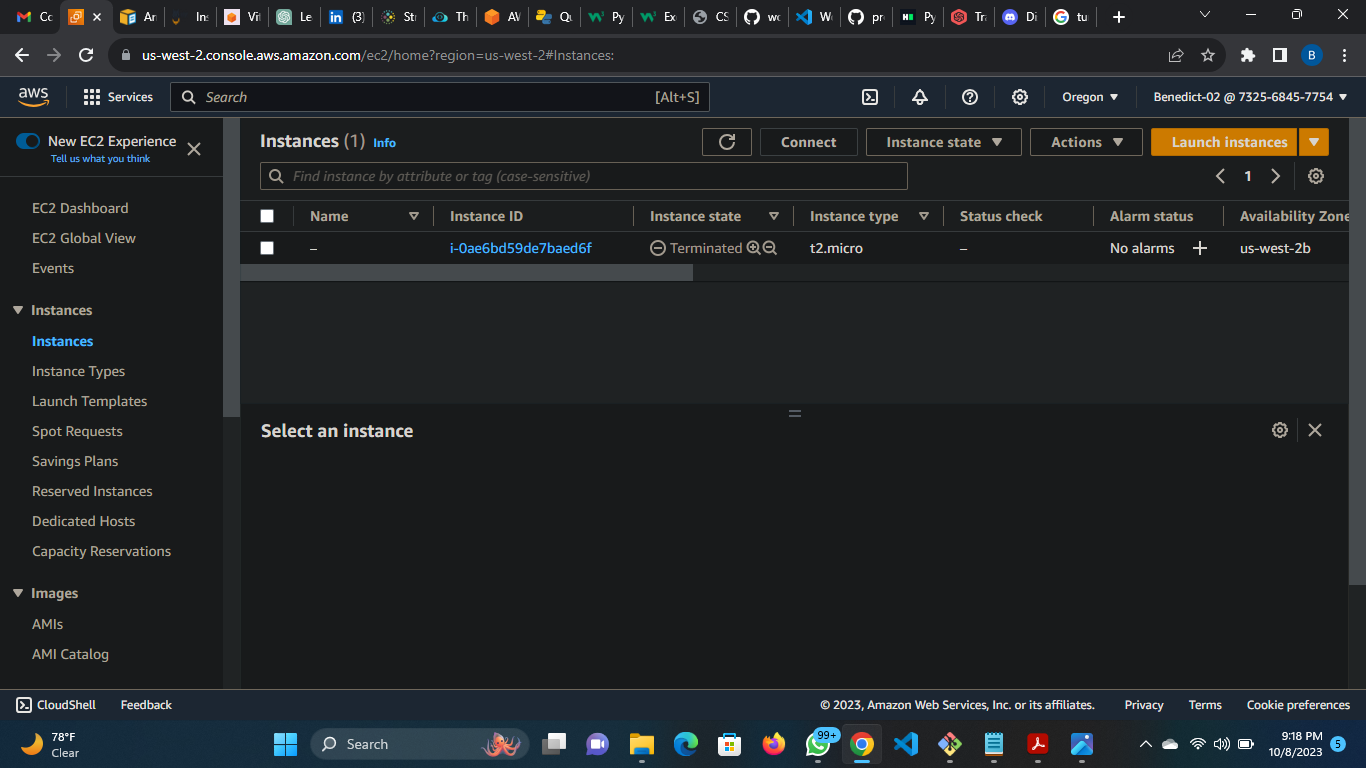 Co
An
In
Vit
Le
(3)
Str
Th
AV
Qu
Py
Exe
CS
wo
We
pr
Py
Tra
Di
tu
us-west-2.console.aws.amazon.com/ec2/home?region=us-west-2#Instances:
B
aws
Services
Search
[Alt+S]
Oregon
Benedict-02 @ 7325-6845-7754
New EC2 Experience
Tell us what you think
EC2 Dashboard
EC2 Global View
Events
Instances
Instances
Instance Types
Launch Templates
Spot Requests
Savings Plans
Reserved Instances
Dedicated Hosts
Capacity Reservations
Images
AMIs
AMI Catalog
Instances (1) Info
Connect
Instance state
Actions
Launch instances
Find instance by attribute or tag (case-sensitive)
1
Name Instance ID Instance state Instance type Status check Alarm status Availability Zone
– i-0ae6bd59de7baed6f Terminated t2.micro – No alarms + us-west-2b
Select an instance
CloudShell
Feedback
© 2023, Amazon Web Services, Inc. or its affiliates.
Privacy
Terms
Cookie preferences
78°F
Clear
Search
99+
9:18 PM
10/8/2023
5